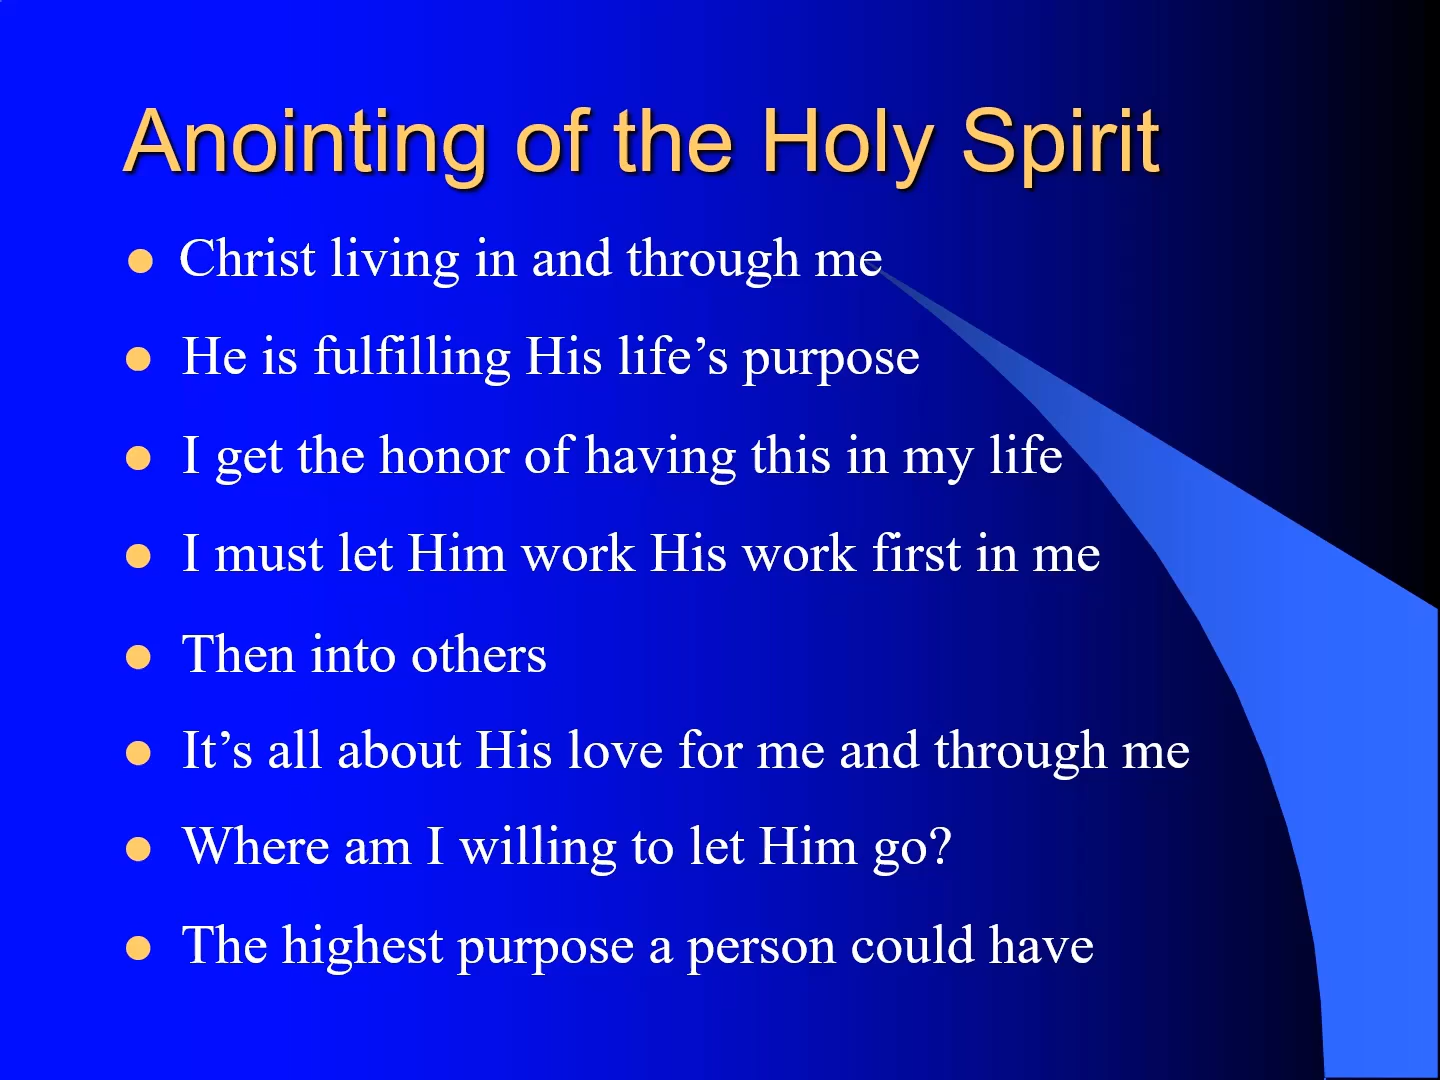 Anointing of the Holy Spirit
Christ living in and through me
He is fulfilling His life’s purpose
I get the honor of having this in my life
I must let Him work His work first in me
Then into others
It’s all about His love for me and through me
Where am I willing to let Him go?
The highest purpose a person could have